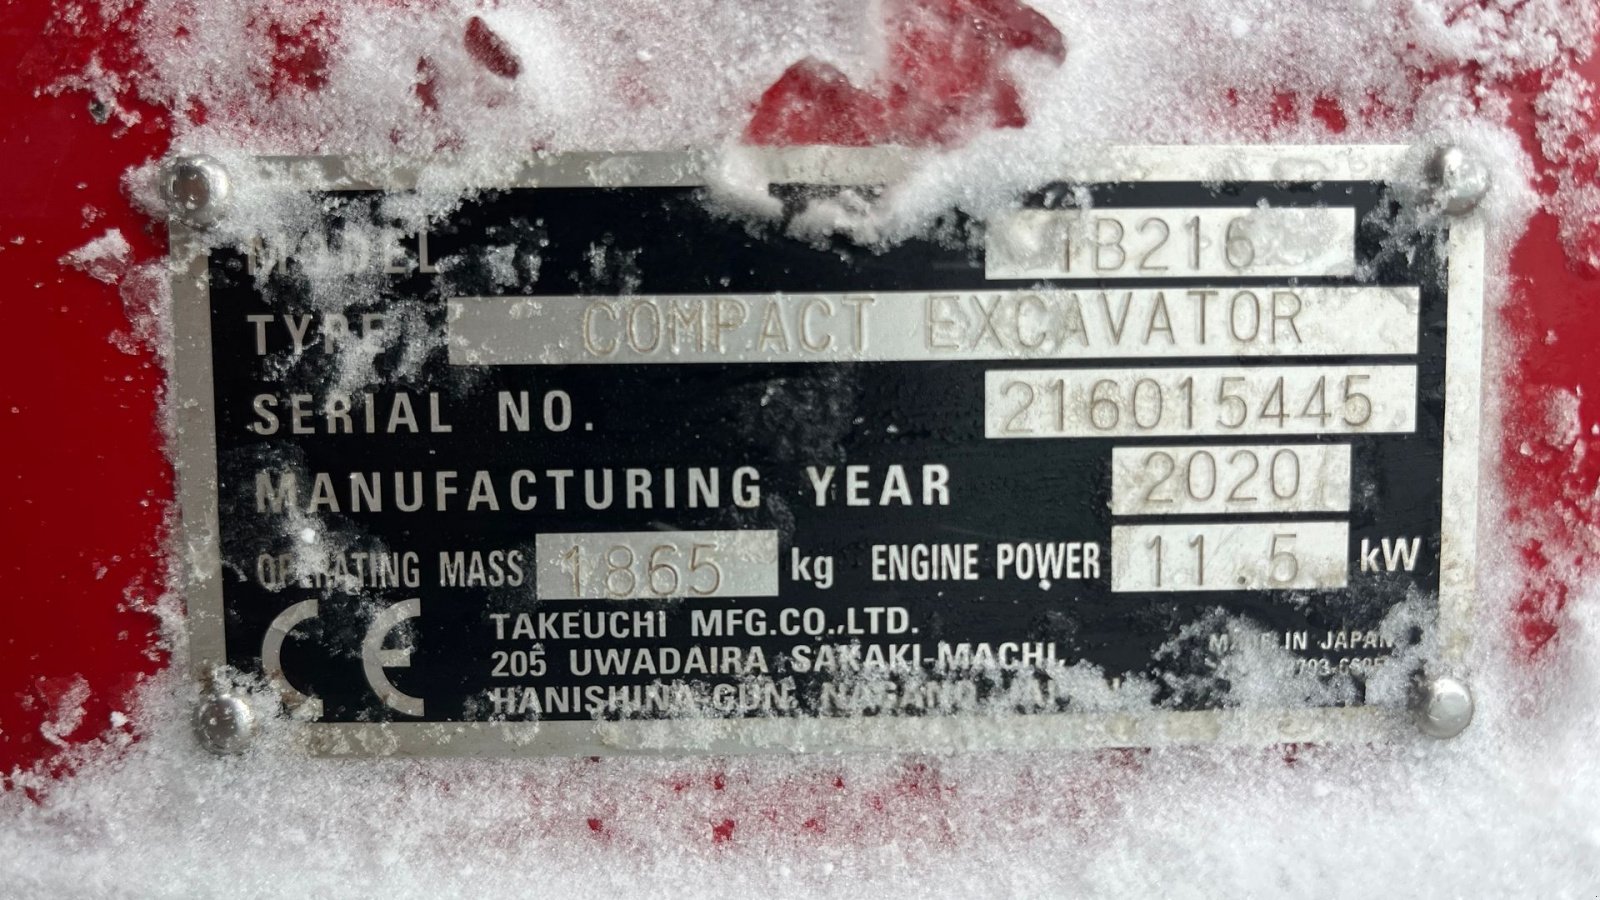 MODEL TB216
TYPE COMPACT EXCAVATOR
SERIAL NO. 216015445
MANUFACTURING YEAR 2020
OPERATING MASS 1865 kg ENGINE POWER 11.5 kW
CE
TAKEUCHI MFG.CO.,LTD.
205 UWADAIRA SAKAKI-MACHI,
HANISHINA-GUN, NAGANO, JAPAN
MADE IN JAPAN